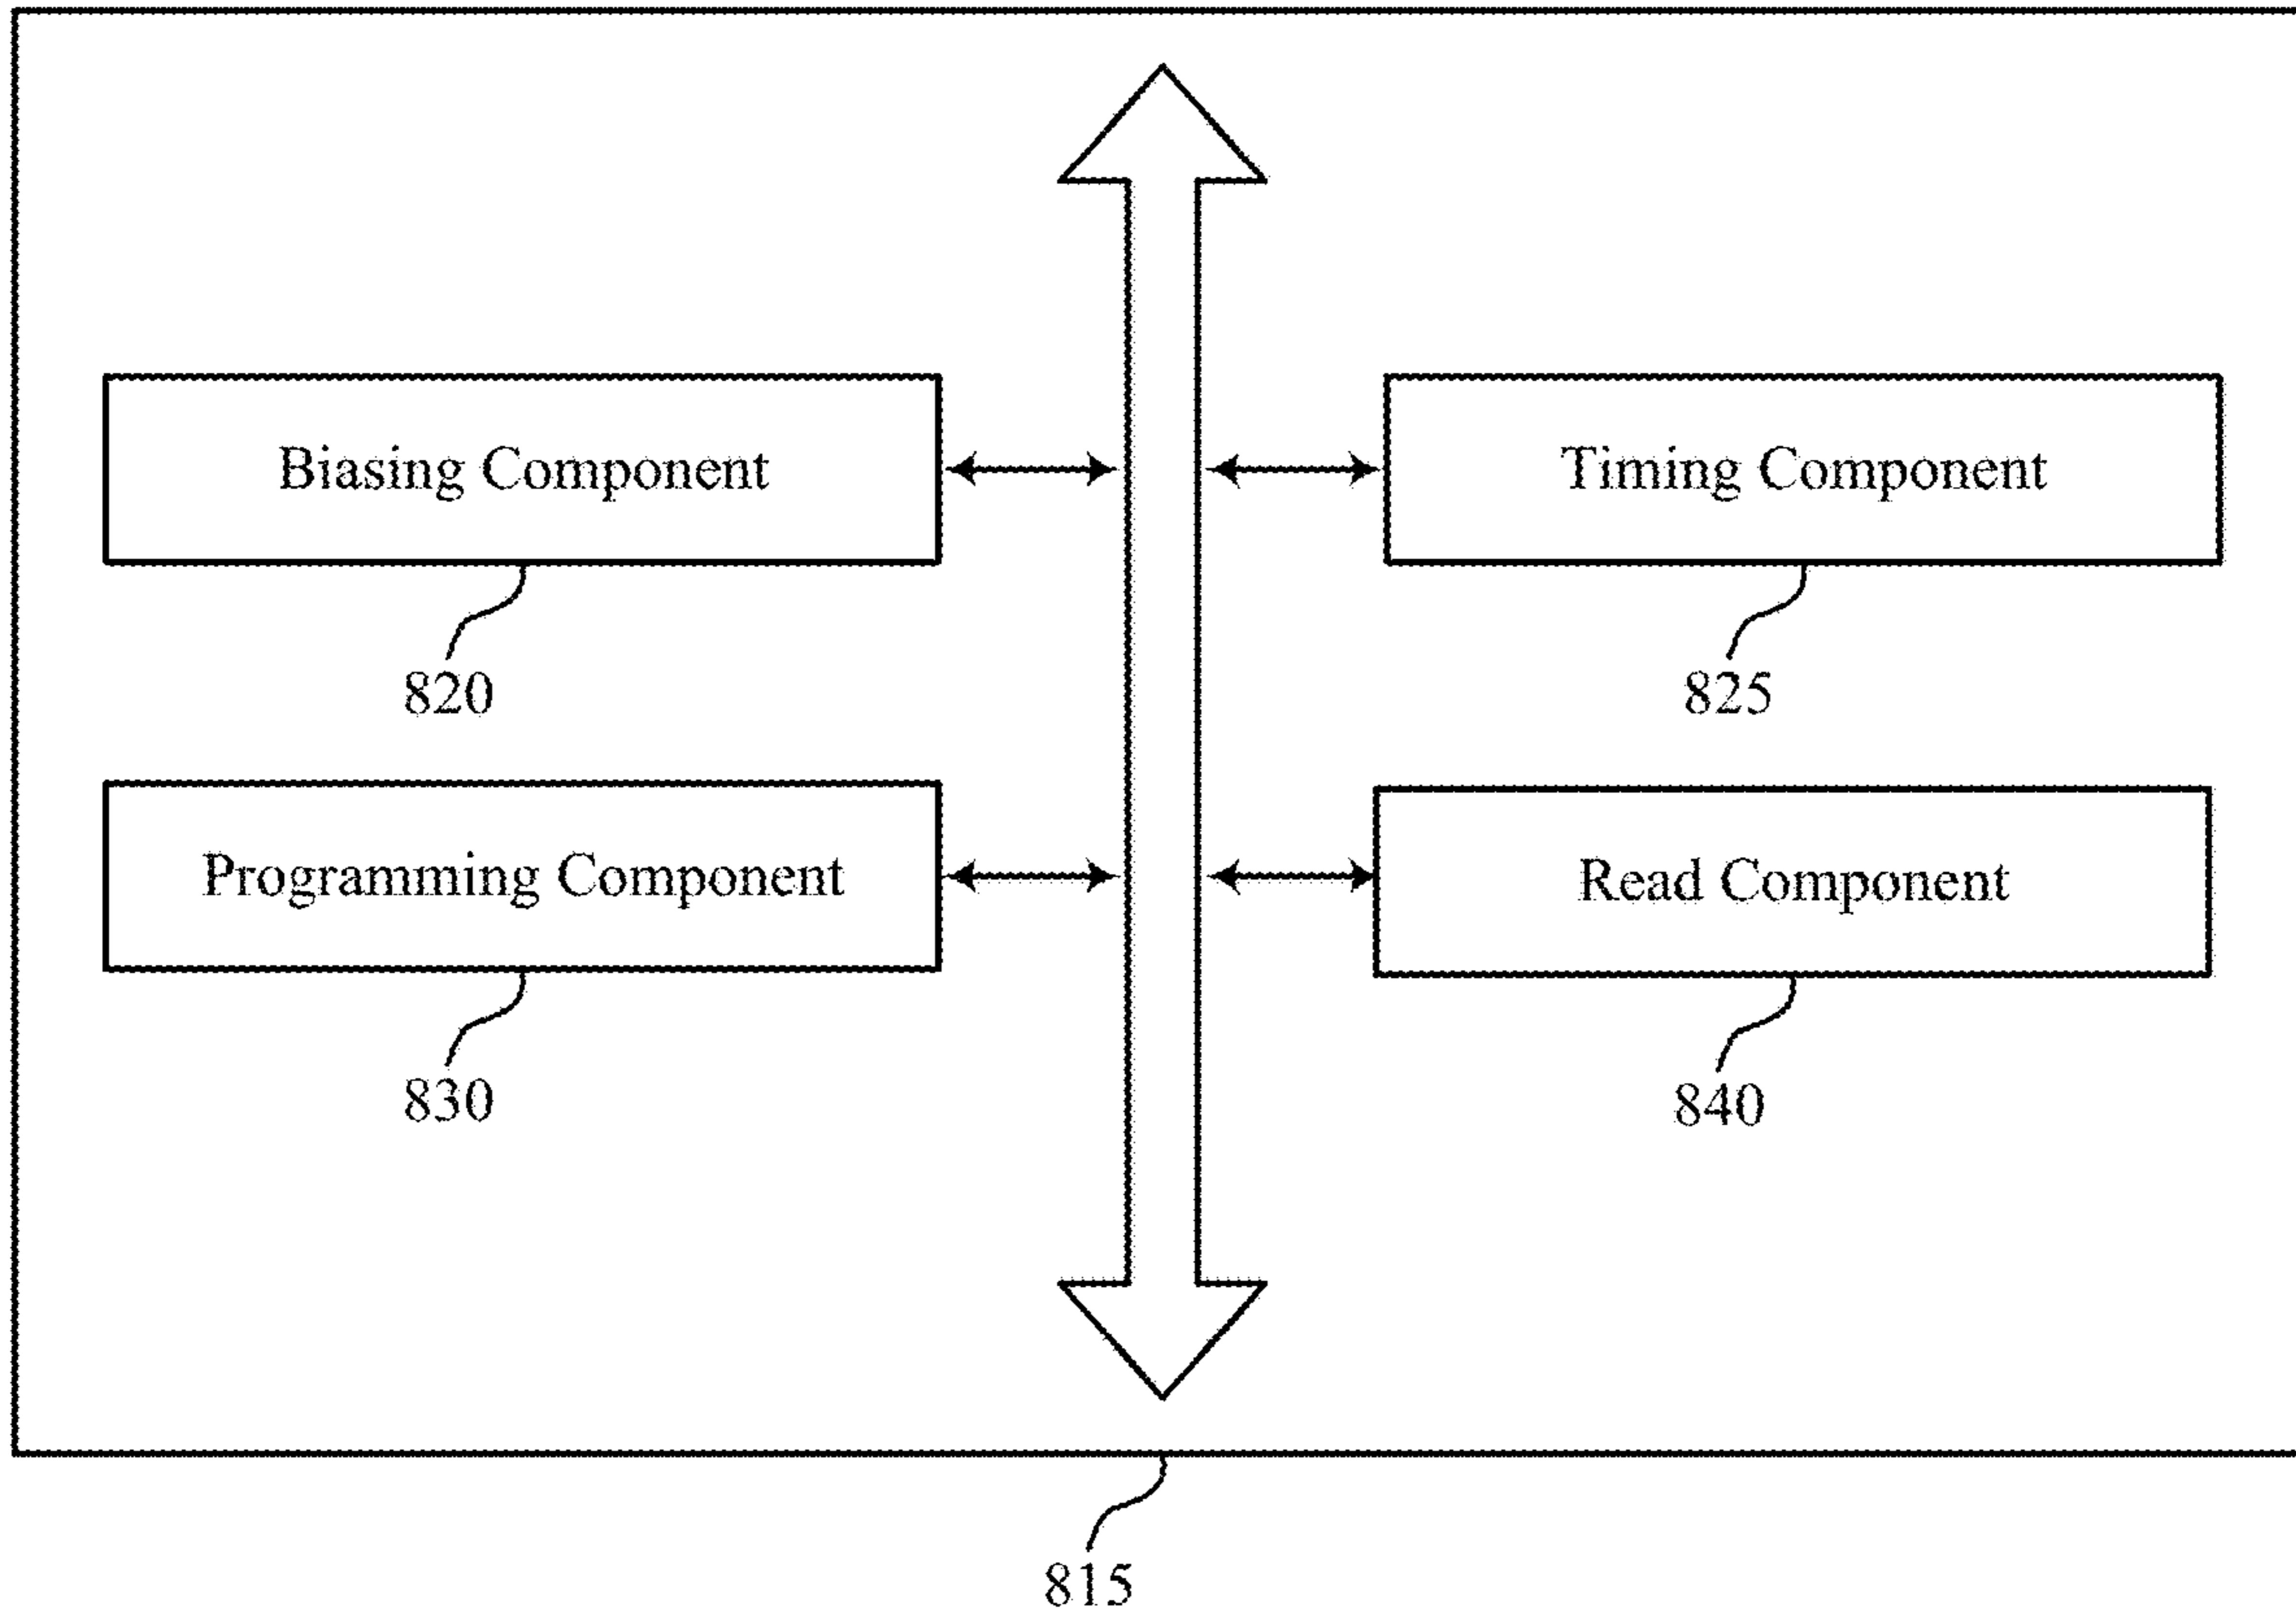 Biasing Component
Timing Component
820
825
Programming Component
Read Component
830
840
815